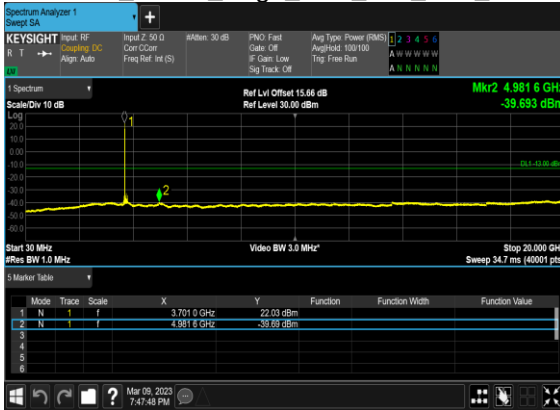 Spectrum Analyzer 1
Swept SA
+
KEYSIGHT Input: RF Input Z: 50 Ω #Atten: 30 dB PNO: Fast Avg Type: Power (RMS) 1 2 3 4 5 6
R T Coupling: DC Corr CCorr Gate: Off Avg|Hold: 100/100 A W W W W W
Align: Auto Freq Ref: Int (S) IF Gain: Low Trig: Free Run
Sig Track: Off A N N N N N
1 Spectrum Ref Lvl Offset 15.66 dB Mkr2 4.981 6 GHz
Scale/Div 10 dB Ref Level 30.00 dBm -39.693 dBm
Log
20.0
10.0
0.00
-10.0
-20.0
-30.0
-40.0
-50.0
-60.0
1
2
DL1 -13.00 dBm
Start 30 MHz Video BW 3.0 MHz* Stop 20.000 GH
#Res BW 1.0 MHz Sweep 34.7 ms (40001 pts
5 Marker Table
Mode Trace Scale X Y Function Function Width Function Value
1 N 1 f 3.701 0 GHz 22.03 dBm
2 N 1 f 4.981 6 GHz -39.69 dBm
3
4
5
6
? Mar 09, 2023
7:47:48 PM